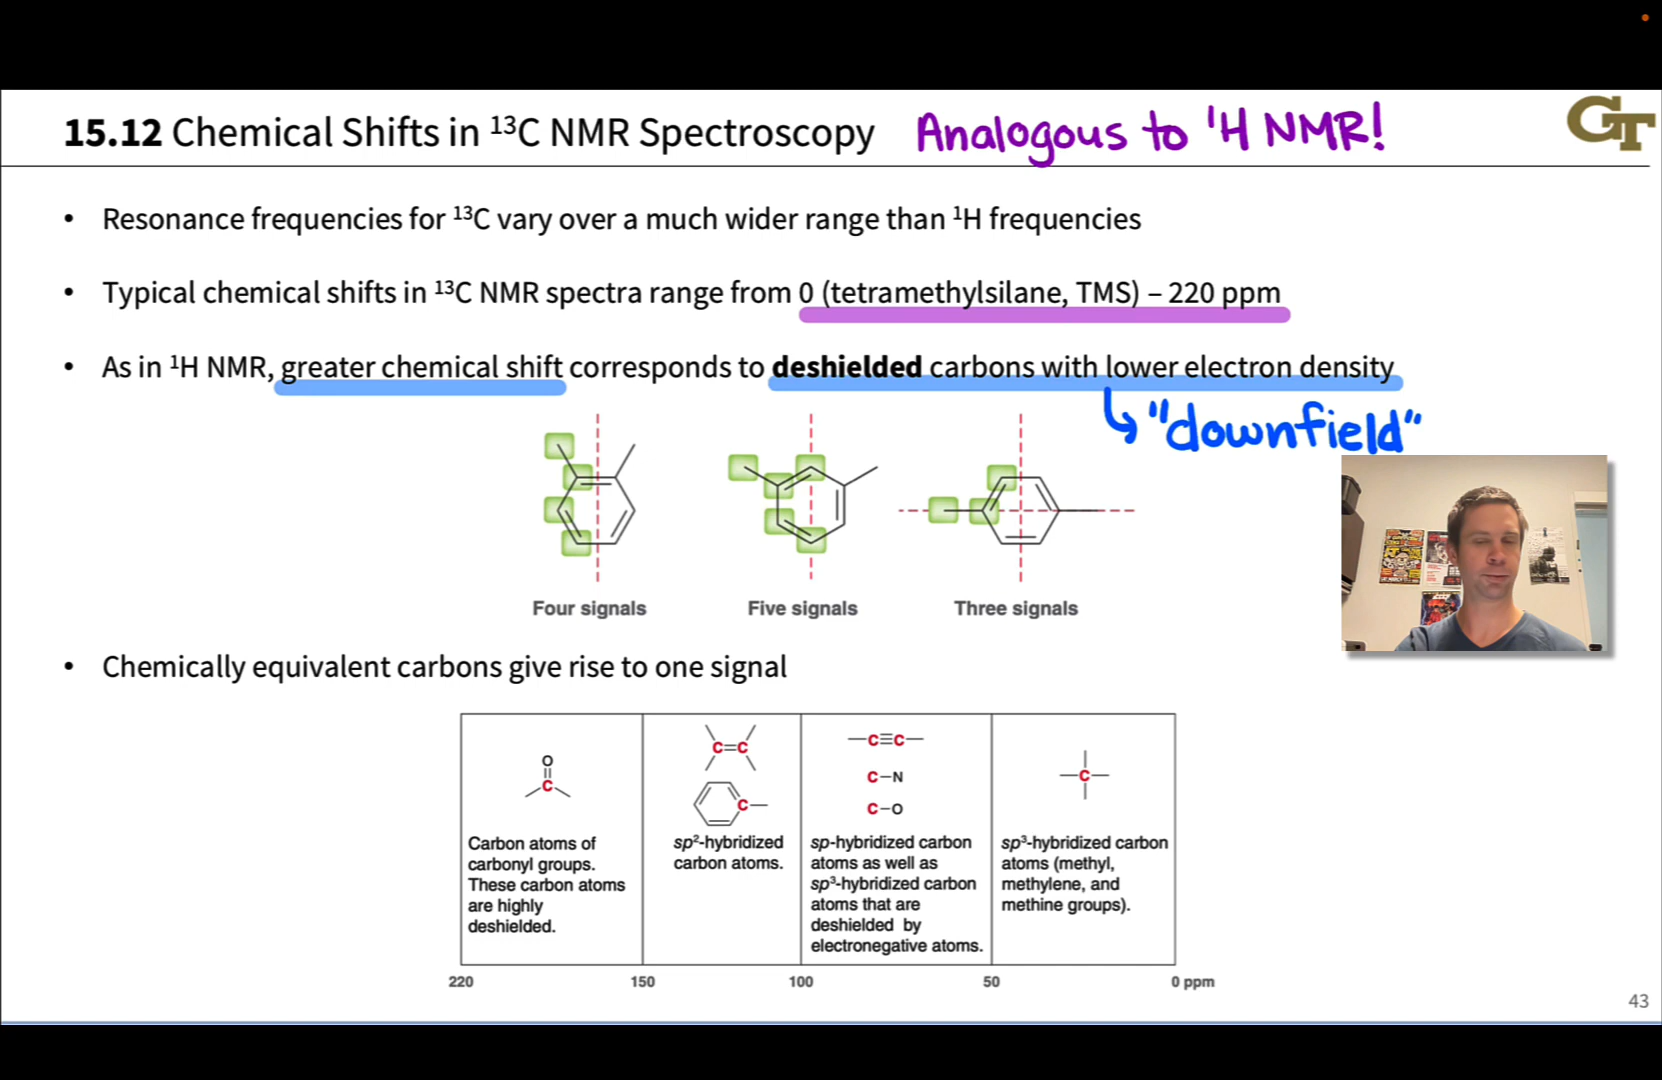 15.12 Chemical Shifts in ¹³C NMR Spectroscopy
Analogous to ¹H NMR!
GT
• Resonance frequencies for ¹³C vary over a much wider range than ¹H frequencies
• Typical chemical shifts in ¹³C NMR spectra range from 0 (tetramethylsilane, TMS) – 220 ppm
• As in ¹H NMR, greater chemical shift corresponds to deshielded carbons with lower electron density
"downfield"
Four signals
Five signals
Three signals
• Chemically equivalent carbons give rise to one signal
O
C
C=C
C
C≡C
C–N
C–O
C
Carbon atoms of
carbonyl groups.
These carbon atoms
are highly
deshielded.
sp²-hybridized
carbon atoms.
sp-hybridized carbon
atoms as well as
sp³-hybridized carbon
atoms that are
deshielded by
electronegative atoms.
sp³-hybridized carbon
atoms (methyl,
methylene, and
methine groups).
220 150 100 50 0 ppm
43